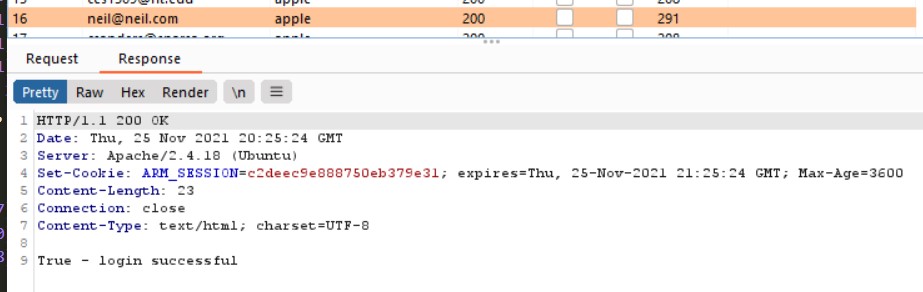 16 neil@neil.com apple 200 291
17
Request Response
Pretty Raw Hex Render \n
1 HTTP/1.1 200 OK
2 Date: Thu, 25 Nov 2021 20:25:24 GMT
3 Server: Apache/2.4.18 (Ubuntu)
4 Set-Cookie: ARM_SESSION=c2deec9e888750eb379e31; expires=Thu, 25-Nov-2021 21:25:24 GMT; Max-Age=3600
5 Content-Length: 23
6 Connection: close
7 Content-Type: text/html; charset=UTF-8
8
9 True - login successful